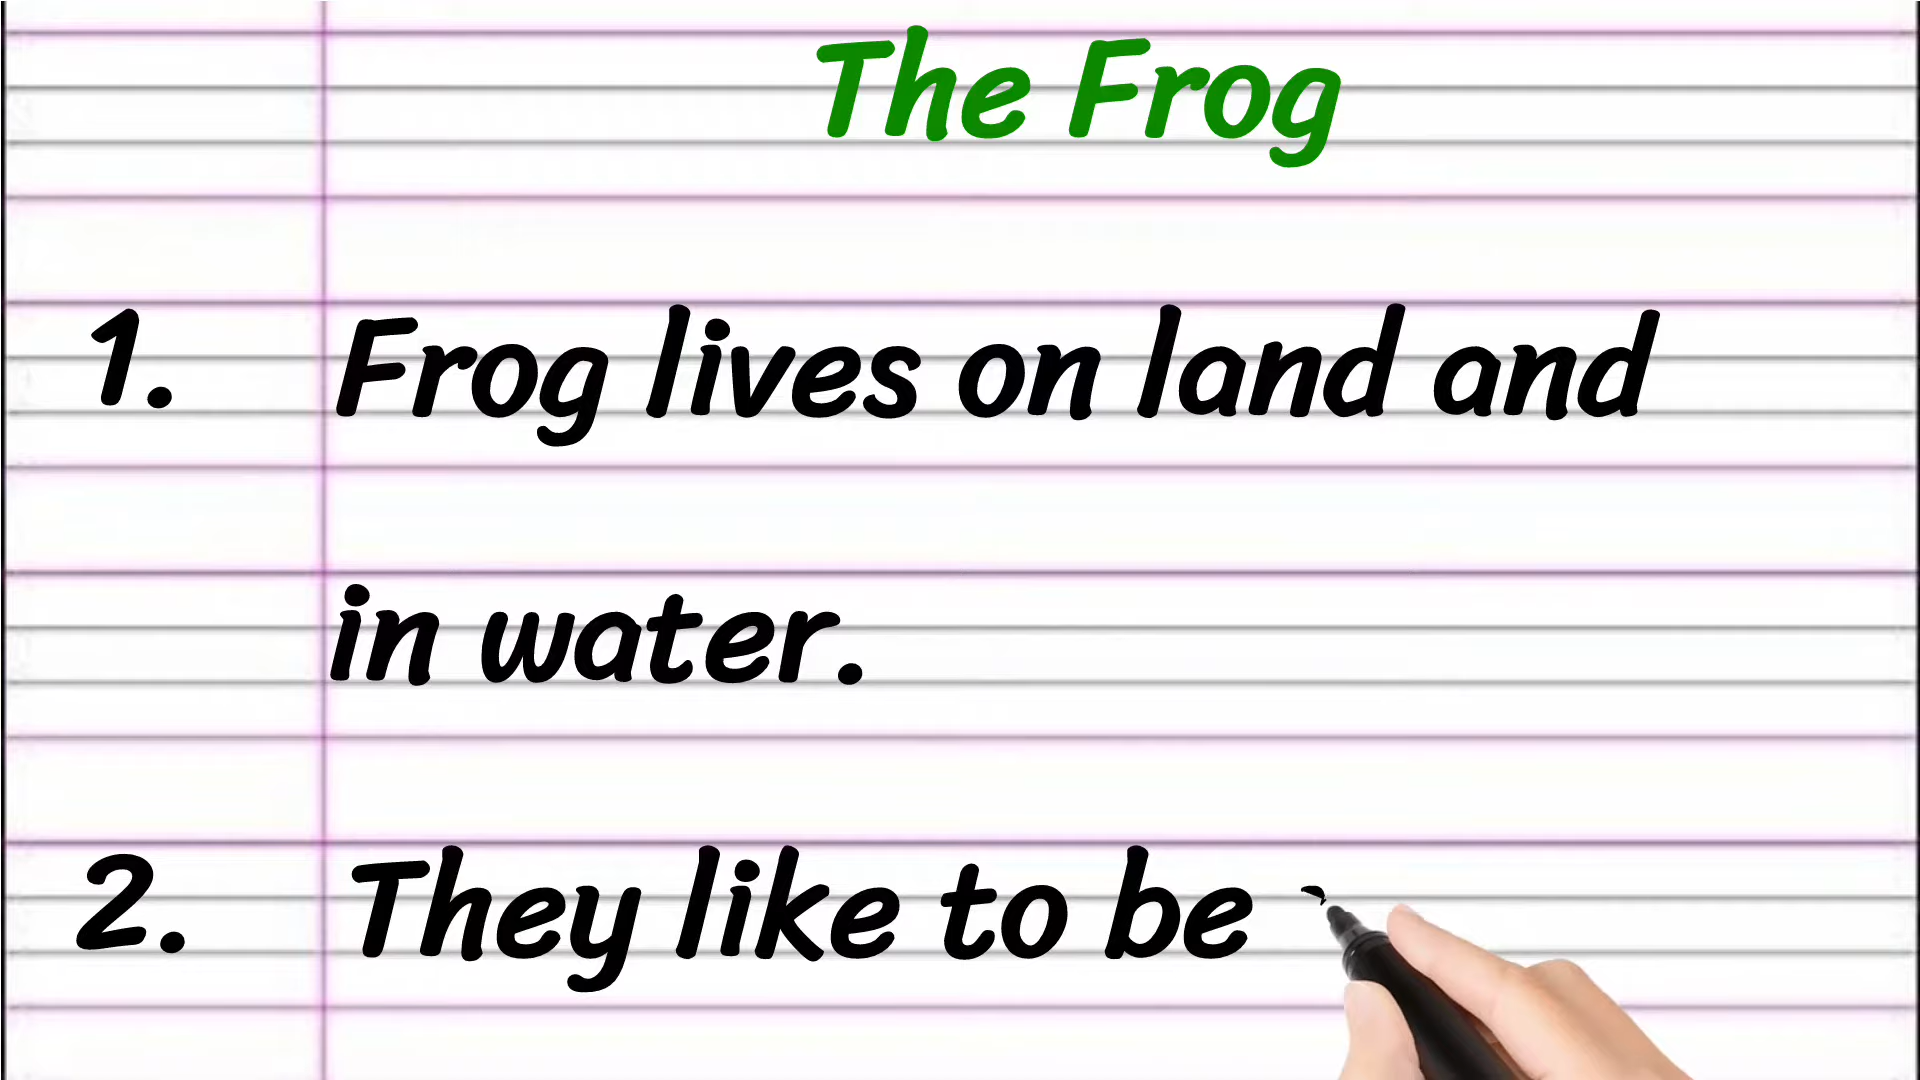 The Frog
1. Frog lives on land and
in water.
2. They like to be